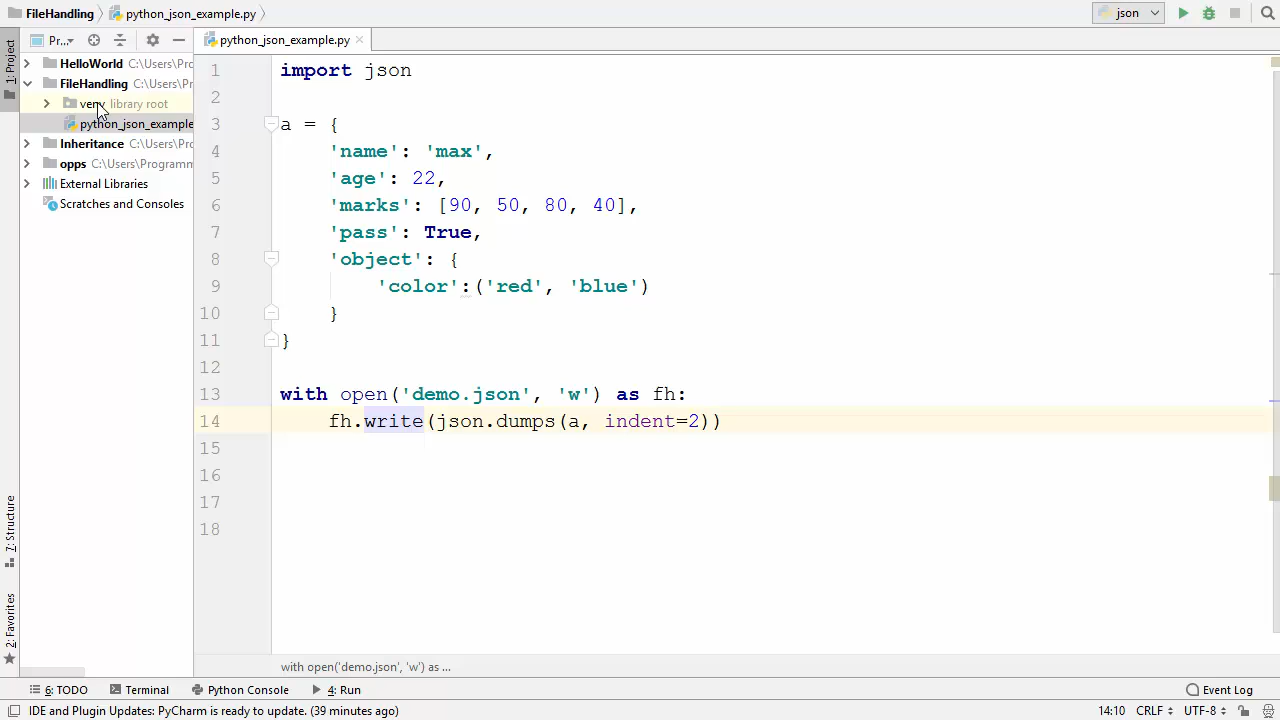 FileHandling python_json_example.py json
1: Project
Pr...
python_json_example.py
HelloWorld C:\Users\Pro
FileHandling C:\Users\Pr
library root
python_json_example
Inheritance C:\Users\Pro
opps C:\Users\Programm
External Libraries
Scratches and Consoles
1 import json
2
3 a = {
4 'name': 'max',
5 'age': 22,
6 'marks': [90, 50, 80, 40],
7 'pass': True,
8 'object': {
9 'color':('red', 'blue')
10 }
11 }
12
13 with open('demo.json', 'w') as fh:
14 fh.write(json.dumps(a, indent=2))
15
16
17
18
7: Structure
2: Favorites
with open('demo.json', 'w') as ...
6: TODO Terminal Python Console 4: Run Event Log
IDE and Plugin Updates: PyCharm is ready to update. (39 minutes ago) 14:10 CRLF UTF-8